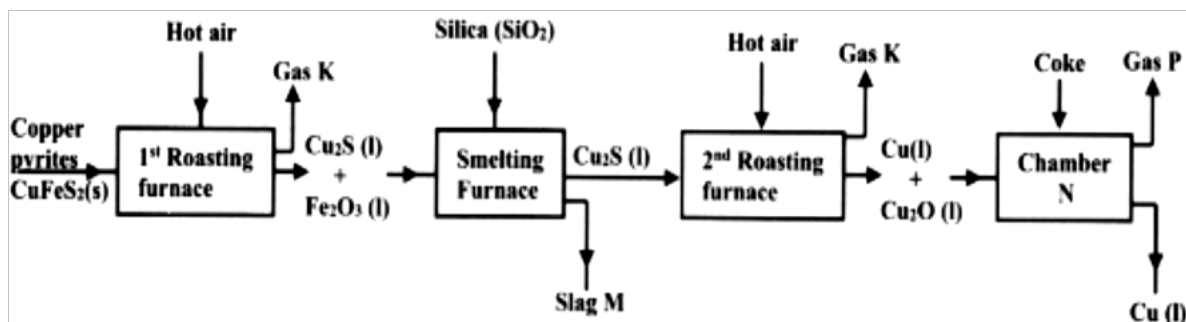 Hot air
Gas K
Silica (SiO₂)
Hot air
Gas K
Coke
Gas P
Copper
pyrites
CuFeS₂(s)
1st Roasting
furnace
Cu₂S (l)
+
Fe₂O₃ (l)
Smelting
Furnace
Cu₂S (l)
2nd Roasting
furnace
Cu(l)
+
Cu₂O (l)
Chamber
N
Slag M
Cu (l)